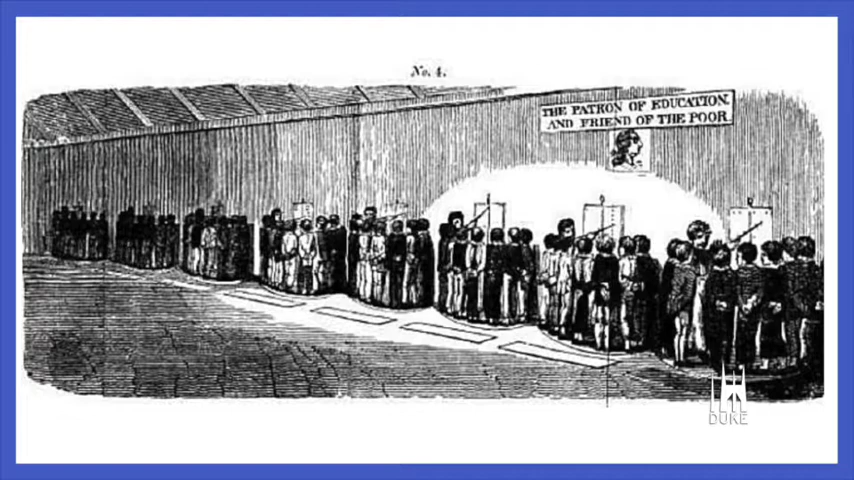 No. 4.
THE PATRON OF EDUCATION,
AND FRIEND OF THE POOR
DUKE